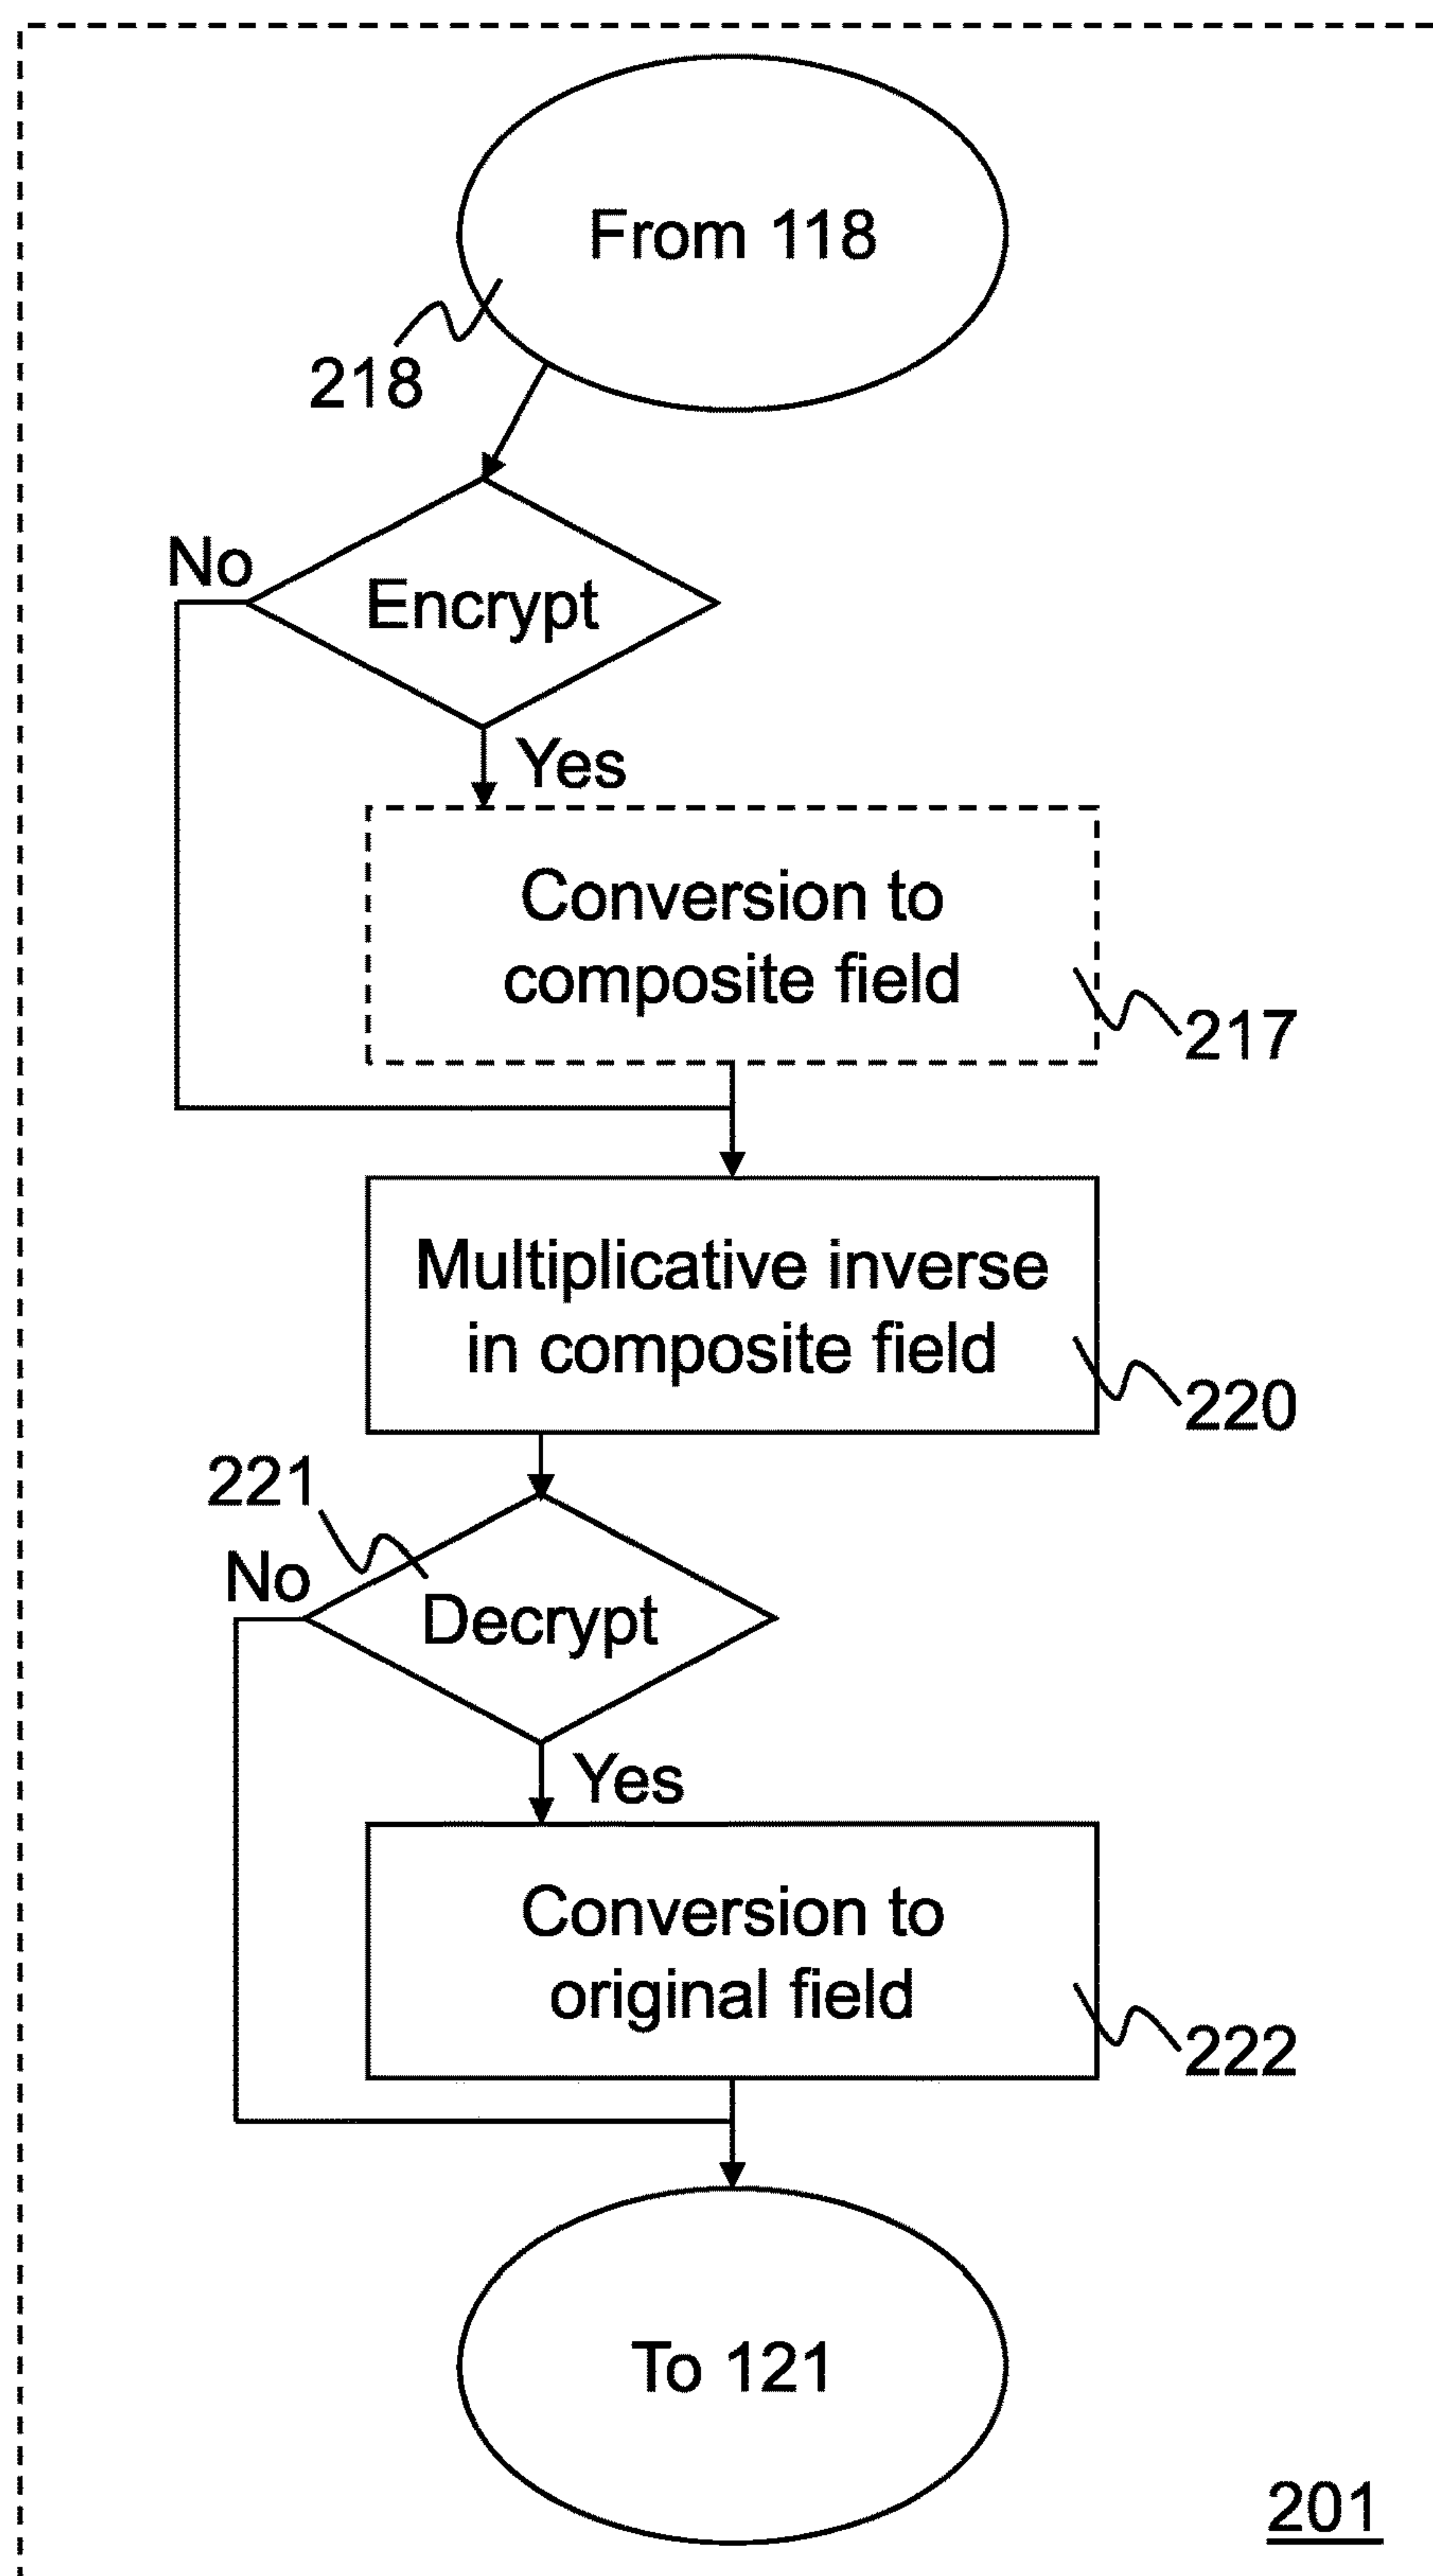 From 118
218
No
Encrypt
Yes
Conversion to
composite field
217
Multiplicative inverse
in composite field
220
221
No
Decrypt
Yes
Conversion to
original field
222
To 121
201